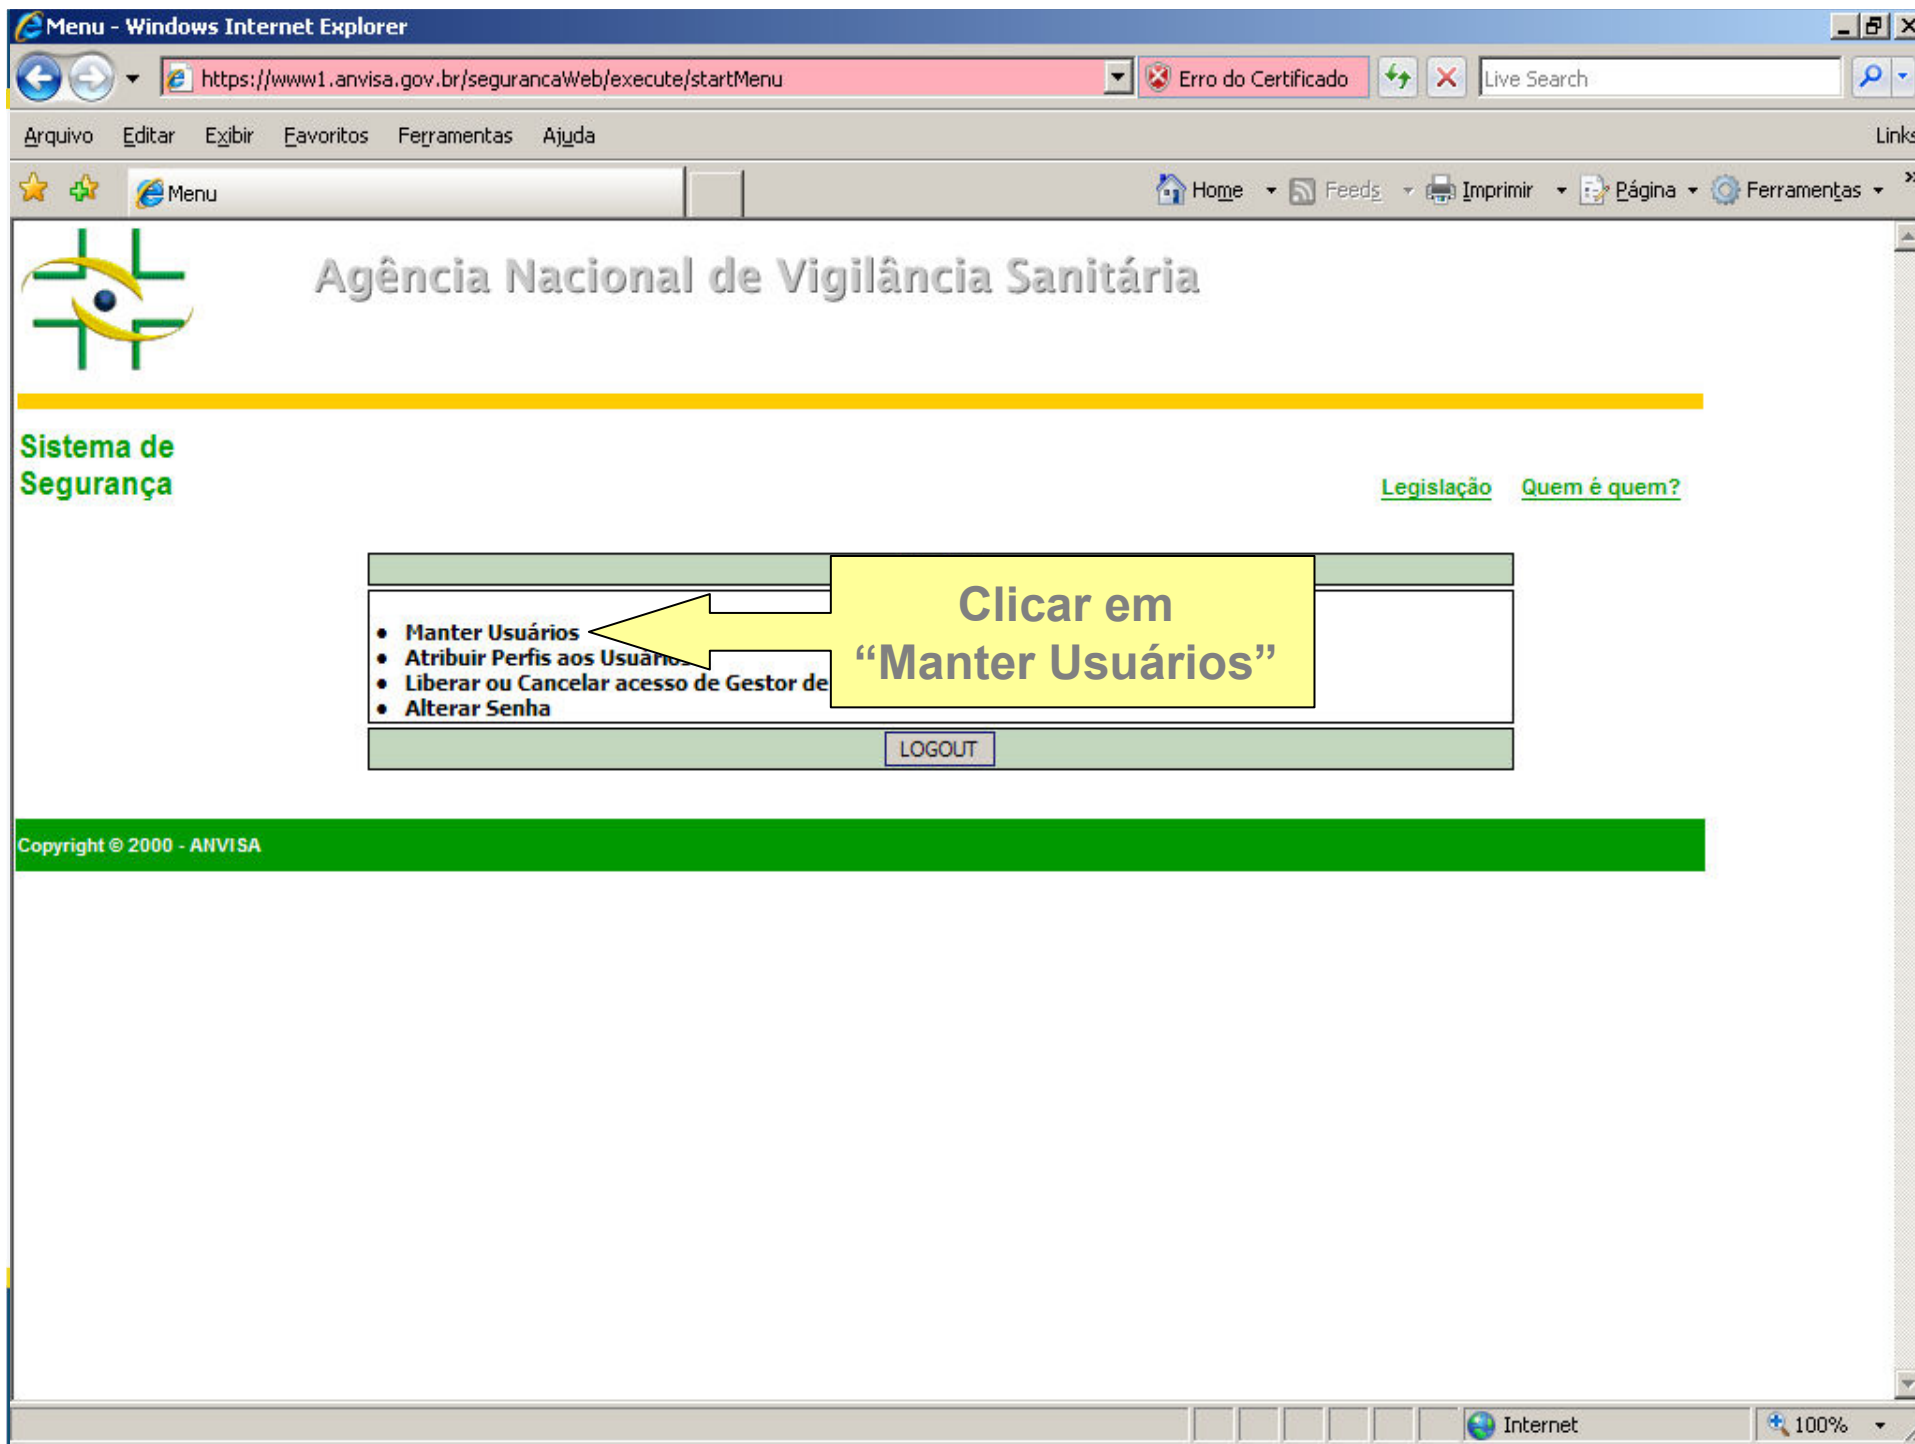 Menu - Windows Internet Explorer
https://www1.anvisa.gov.br/segurancaWeb/execute/startMenu
Erro do Certificado
Live Search
Arquivo Editar Exibir Favoritos Ferramentas Ajuda
Links
Menu
Home Feeds Imprimir Página Ferramentas
Agência Nacional de Vigilância Sanitária
Sistema de
Segurança
Legislação Quem é quem?
Clicar em
“Manter Usuários”
• Manter Usuários
• Atribuir Perfis aos Usuários
• Liberar ou Cancelar acesso de Gestor de
• Alterar Senha
LOGOUT
Copyright © 2000 - ANVISA
Internet
100%